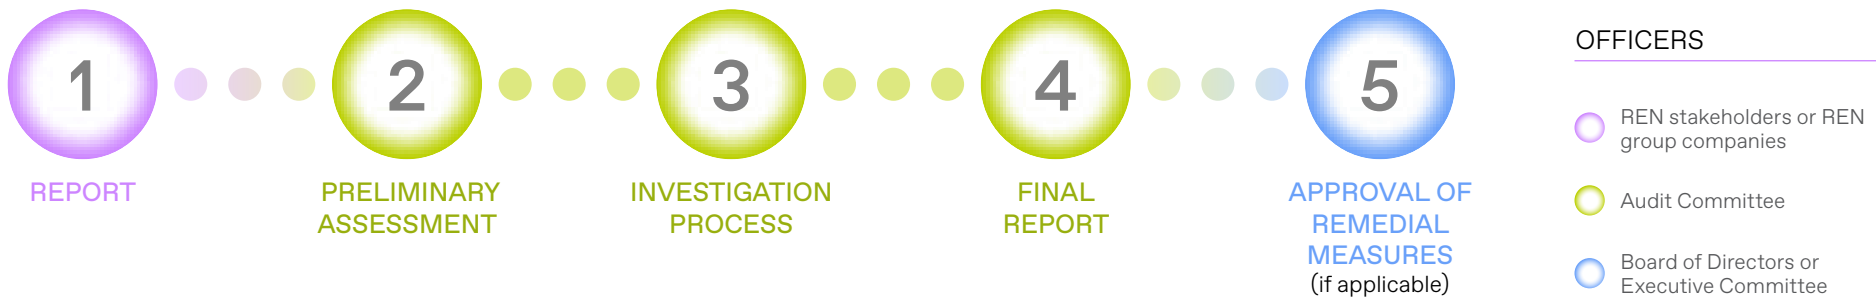 1
2
3
4
5
REPORT
PRELIMINARY
ASSESSMENT
INVESTIGATION
PROCESS
FINAL
REPORT
APPROVAL OF
REMEDIAL
MEASURES
(if applicable)
OFFICERS
REN stakeholders or REN
group companies
Audit Committee
Board of Directors or
Executive Committee